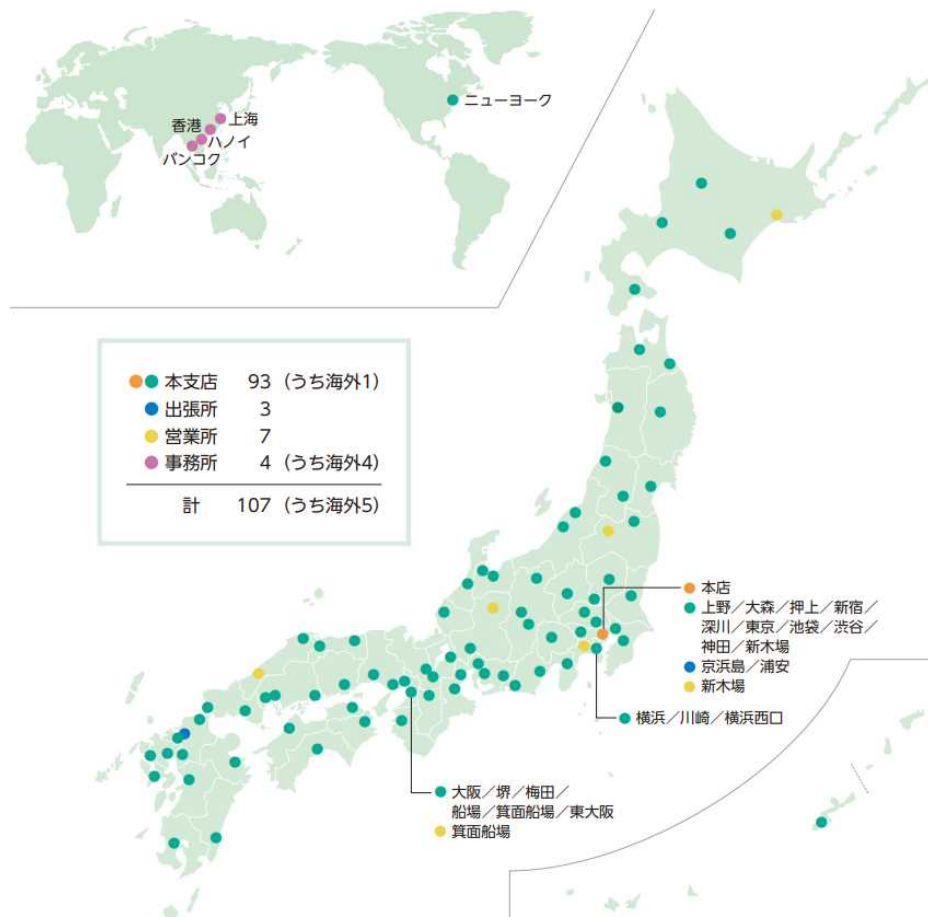 ニューヨーク
上海
香港
ハノイ
バンコク
本支店 93 (うち海外1)
出張所 3
営業所 7
事務所 4 (うち海外4)
計 107 (うち海外5)
本店
上野／大森／押上／新宿／
深川／東京／池袋／渋谷／
神田／新木場
京浜島／浦安
新木場
横浜／川崎／横浜西口
大阪／堺／梅田／
船場／箕面船場／東大阪
箕面船場